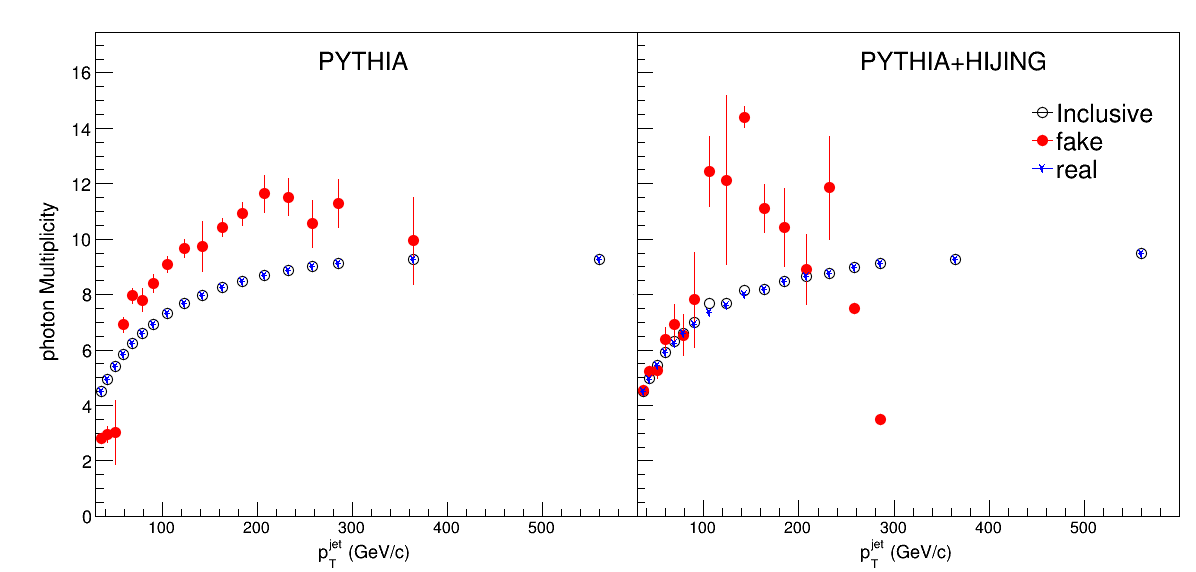 PYTHIA
PYTHIA+HIJING
Inclusive
fake
real
photon Multiplicity
16
14
12
10
8
6
4
2
0
100 200 300 400 500
100 200 300 400 500
p_T^jet (GeV/c)
p_T^jet (GeV/c)